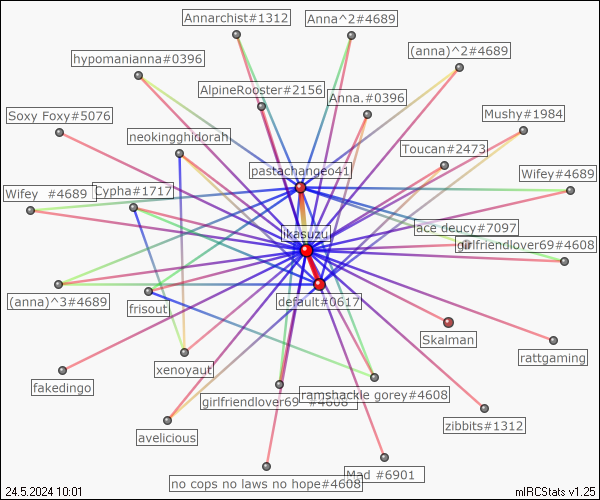 Annarchist#1312
Anna^2#4689
(anna)^2#4689
hypomanianna#0396
AlpineRooster#2156
Anna.#0396
Soxy Foxy#5076
Mushy#1984
neokingghidorah
Toucan#2473
pastachangeo41
Wifey #4689
Cypha#1717
Wifey#4689
ace deucy#7097
ikasuzu
girlfriendlover69#4608
(anna)^3#4689
frisout
default#0617
Skalman
rattgaming
xenoyaut
fakedingo
girlfriendlover69 #4608
ramshackle gorey#4608
zibbits#1312
avelicious
no cops no laws no hope#4608
Mad #6901
24.5.2024 10:01
mIRCStats v1.25